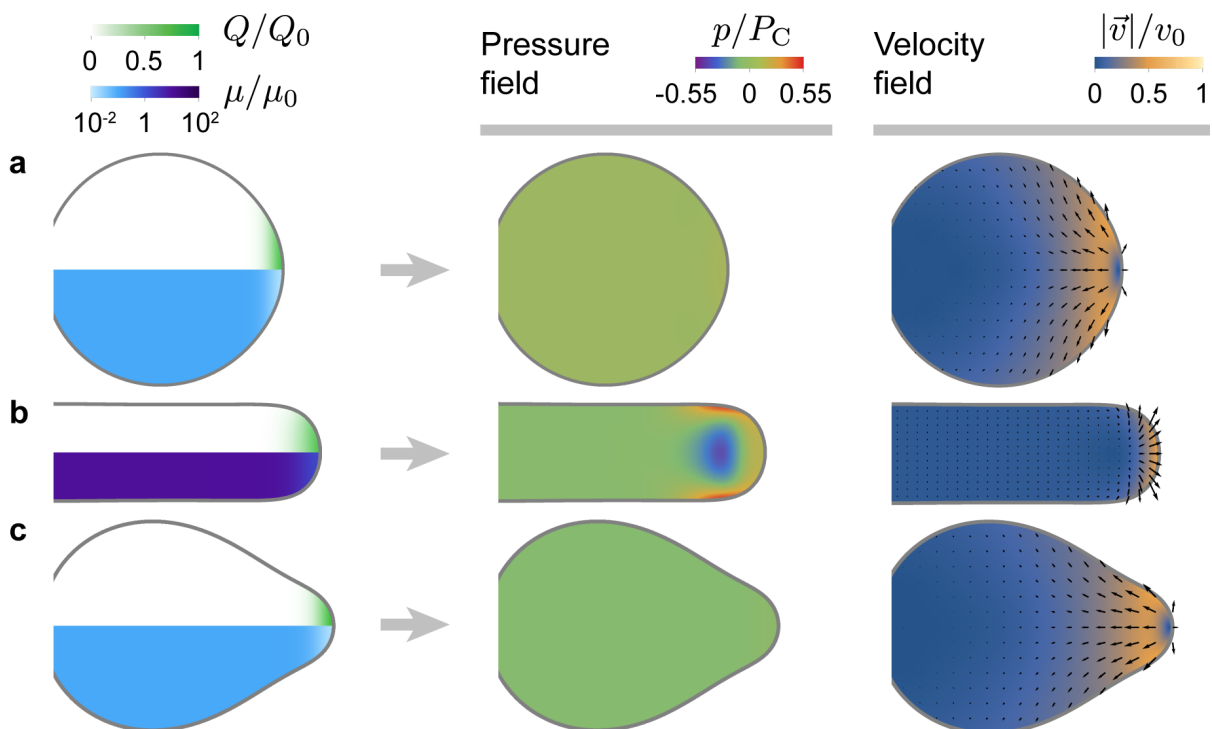 Q/Q₀
0 0.5 1
μ/μ₀
10⁻² 1 10²
Pressure
field
p/P_C
-0.55 0 0.55
Velocity
field
|v⃗|/v₀
0 0.5 1
a
b
c